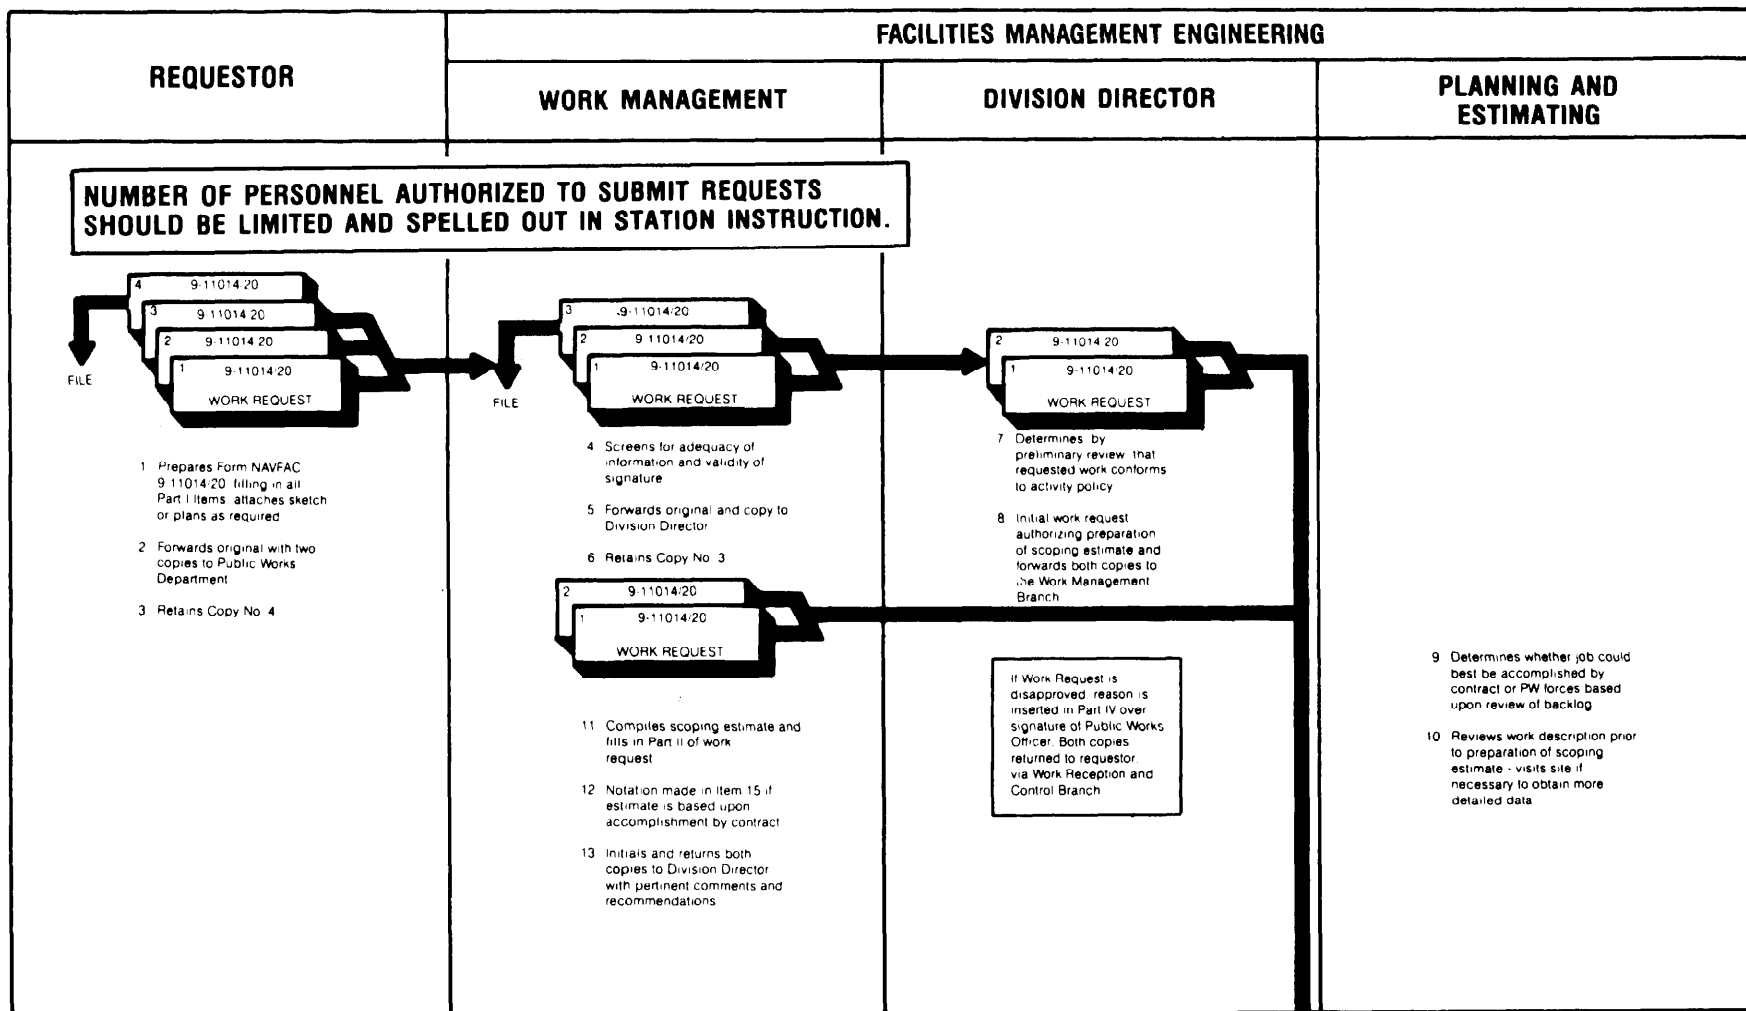 FACILITIES MANAGEMENT ENGINEERING
REQUESTOR
WORK MANAGEMENT
DIVISION DIRECTOR
PLANNING AND
ESTIMATING
NUMBER OF PERSONNEL AUTHORIZED TO SUBMIT REQUESTS
SHOULD BE LIMITED AND SPELLED OUT IN STATION INSTRUCTION.
4 9-11014 20
3 9 11014 20
2 9-11014 20
1 9-11014/20
WORK REQUEST
FILE
1 Prepares Form NAVFAC
9 11014/20 filling in all
Part I Items attaches sketch
or plans as required
2 Forwards original with two
copies to Public Works
Department
3 Retains Copy No 4
3 9-11014/20
2 9 11014/20
1 9-11014/20
WORK REQUEST
FILE
4 Screens for adequacy of
information and validity of
signature
5 Forwards original and copy to
Division Director
6 Retains Copy No 3
2 9-11014/20
1 9-11014/20
WORK REQUEST
11 Compiles scoping estimate and
fills in Part II of work
request
12 Notation made in Item 15 if
estimate is based upon
accomplishment by contract
13 Initials and returns both
copies to Division Director
with pertinent comments and
recommendations
2 9-11014 20
1 9-11014/20
WORK REQUEST
7 Determines by
preliminary review that
requested work conforms
to activity policy
8 Initial work request
authorizing preparation
of scoping estimate and
forwards both copies to
the Work Management
Branch
If Work Request is
disapproved, reason is
inserted in Part IV over
signature of Public Works
Officer. Both copies
returned to requestor
via Work Reception and
Control Branch
9 Determines whether job could
best be accomplished by
contract or PW forces based
upon review of backlog
10 Reviews work description prior
to preparation of scoping
estimate - visits site if
necessary to obtain more
detailed data